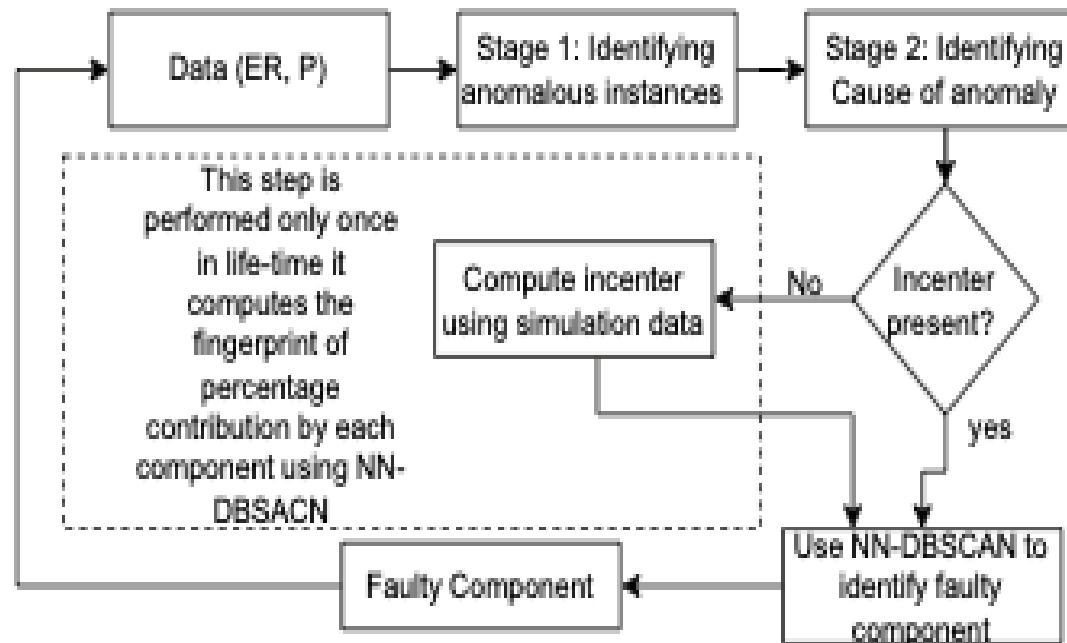 Data (ER, P)
Stage 1: Identifying
anomalous instances
Stage 2: Identifying
Cause of anomaly
This step is
performed only once
in life-time it
computes the
fingerprint of
percentage
contribution by each
component using NN-
DBSACN
Compute incenter
using simulation data
No
Incenter
present?
yes
Use NN-DBSCAN to
identify faulty
component
Faulty Component